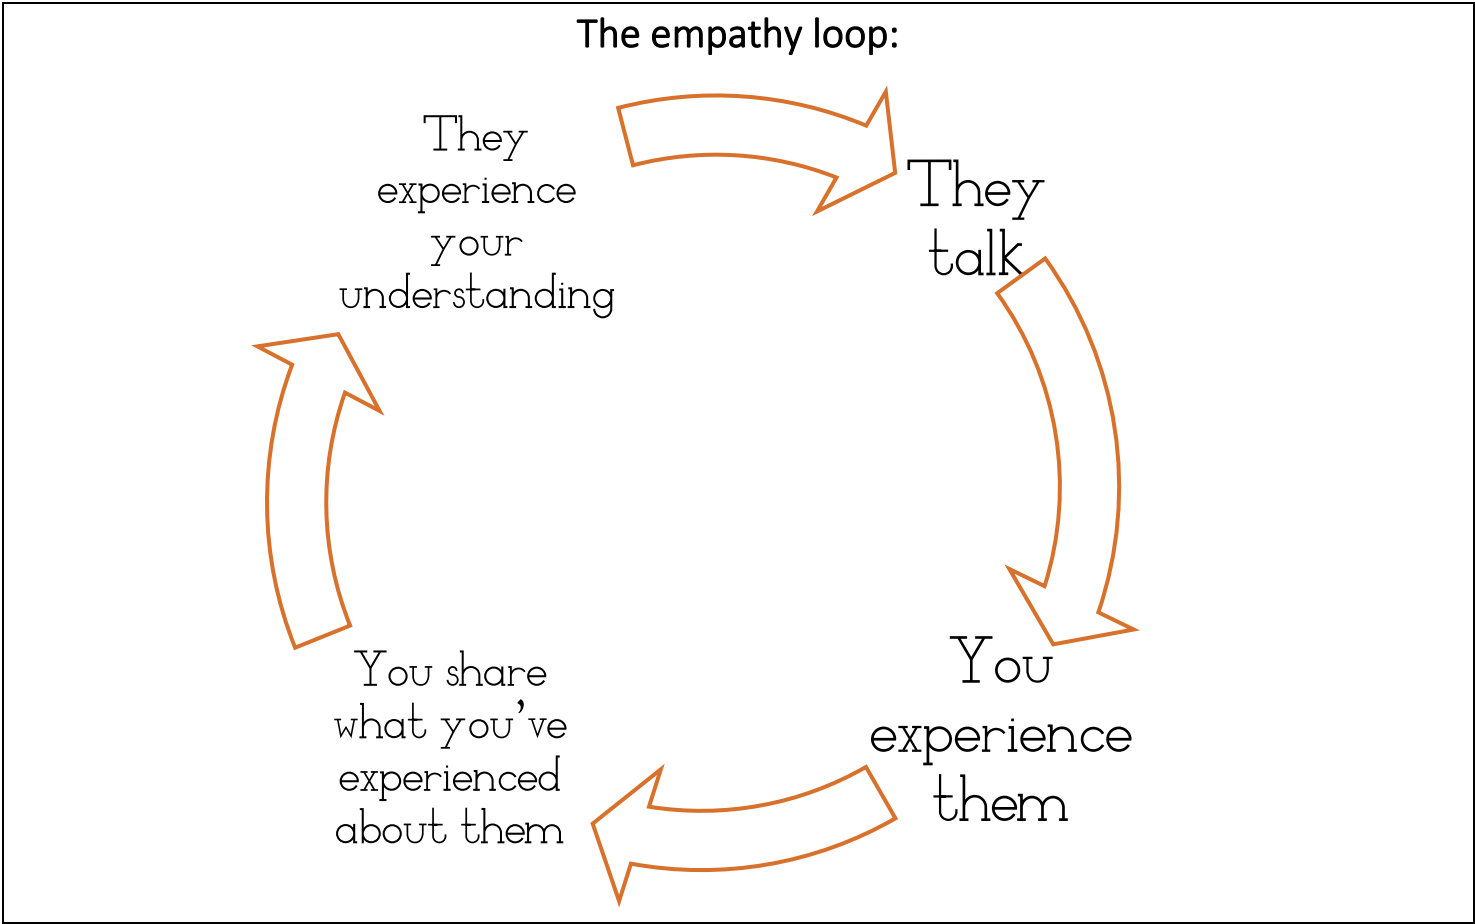 The empathy loop:
They
experience
your
understanding
They
talk
You
experience
them
You share
what you've
experienced
about them